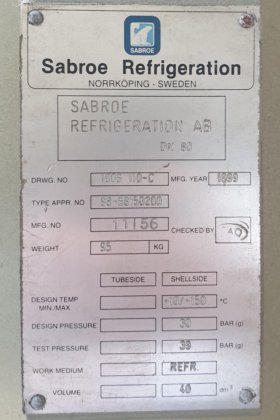 SABROE
Sabroe Refrigeration
NORRKÖPING - SWEDEN
SABROE
REFRIGERATION AB
DRWG. NO
MFG. YEAR 1999
TYPE APPR. NO
MFG. NO 11156
CHECKED BY
WEIGHT 95 KG
TUBESIDE SHELLSIDE
DESIGN TEMP MIN./MAX °C
DESIGN PRESSURE BAR (g)
TEST PRESSURE 39 BAR (g)
WORK MEDIUM REFR.
VOLUME 40 dm³